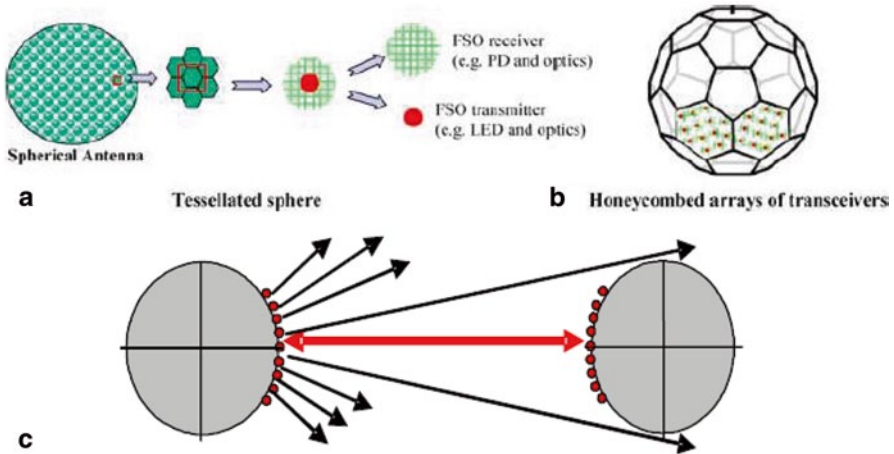 FSO receiver
(e.g. PD and optics)
FSO transmitter
(e.g. LED and optics)
Spherical Antenna
a
Tessellated sphere
b
Honeycombed arrays of transceivers
c